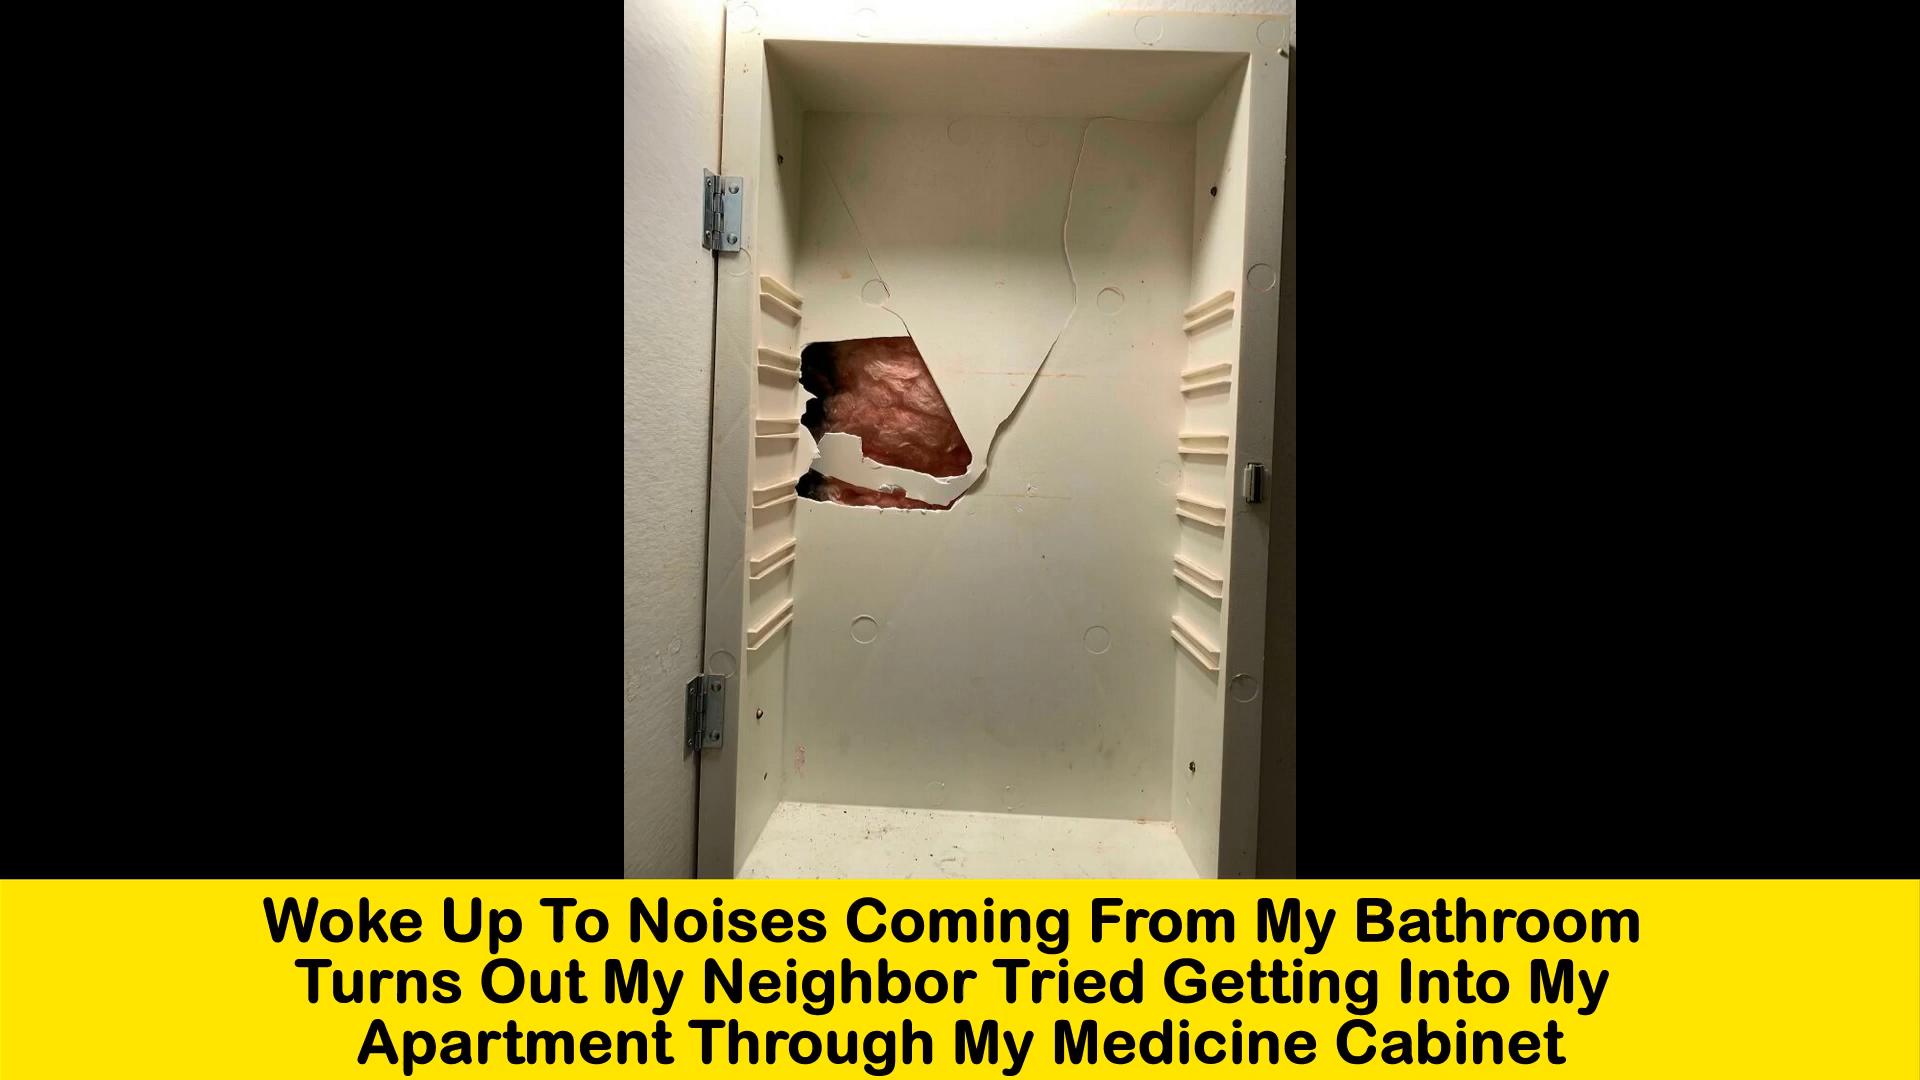 Woke Up To Noises Coming From My Bathroom
Turns Out My Neighbor Tried Getting Into My
Apartment Through My Medicine Cabinet